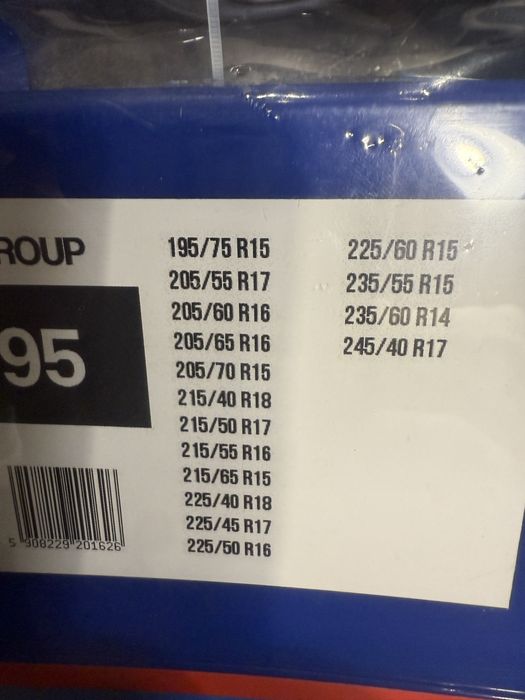 ROUP
95
195/75 R15
205/55 R17
205/60 R16
205/65 R16
205/70 R15
215/40 R18
215/50 R17
215/55 R16
215/65 R15
225/40 R18
225/45 R17
225/50 R16
225/60 R15
235/55 R15
235/60 R14
245/40 R17
5 908229 201626